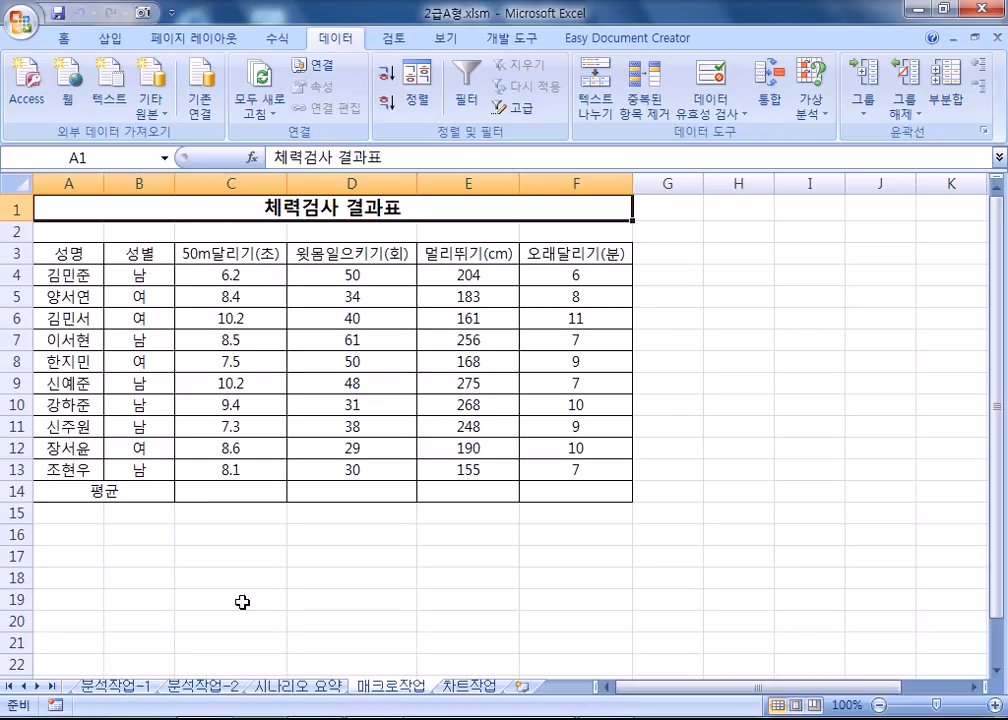 2급A형.xlsm - Microsoft Excel
홈 삽입 페이지 레이아웃 수식 데이터 검토 보기 개발 도구 Easy Document Creator
Access 웹 텍스트 기타 원본 기존 연결
외부 데이터 가져오기
모두 새로 고침 연결 속성 연결 편집
연결
정렬 필터 지우기 다시 적용 고급
정렬 및 필터
텍스트 나누기 중복된 항목 제거 데이터 유효성 검사 통합 가상 분석
데이터 도구
그룹 그룹 해제 부분합
윤곽선
A1 fx 체력검사 결과표
A B C D E F G H I J K
1 체력검사 결과표
2
3 성명 성별 50m달리기(초) 윗몸일으키기(회) 멀리뛰기(cm) 오래달리기(분)
4 김민준 남 6.2 50 204 6
5 양서연 여 8.4 34 183 8
6 김민서 여 10.2 40 161 11
7 이서현 남 8.5 61 256 7
8 한지민 여 7.5 50 168 9
9 신예준 남 10.2 48 275 7
10 강하준 남 9.4 31 268 10
11 신주원 남 7.3 38 248 9
12 장서윤 여 8.6 29 190 10
13 조현우 남 8.1 30 155 7
14 평균
15
16
17
18
19
20
21
22
분석작업-1 분석작업-2 시나리오 요약 매크로작업 차트작업
준비 100%